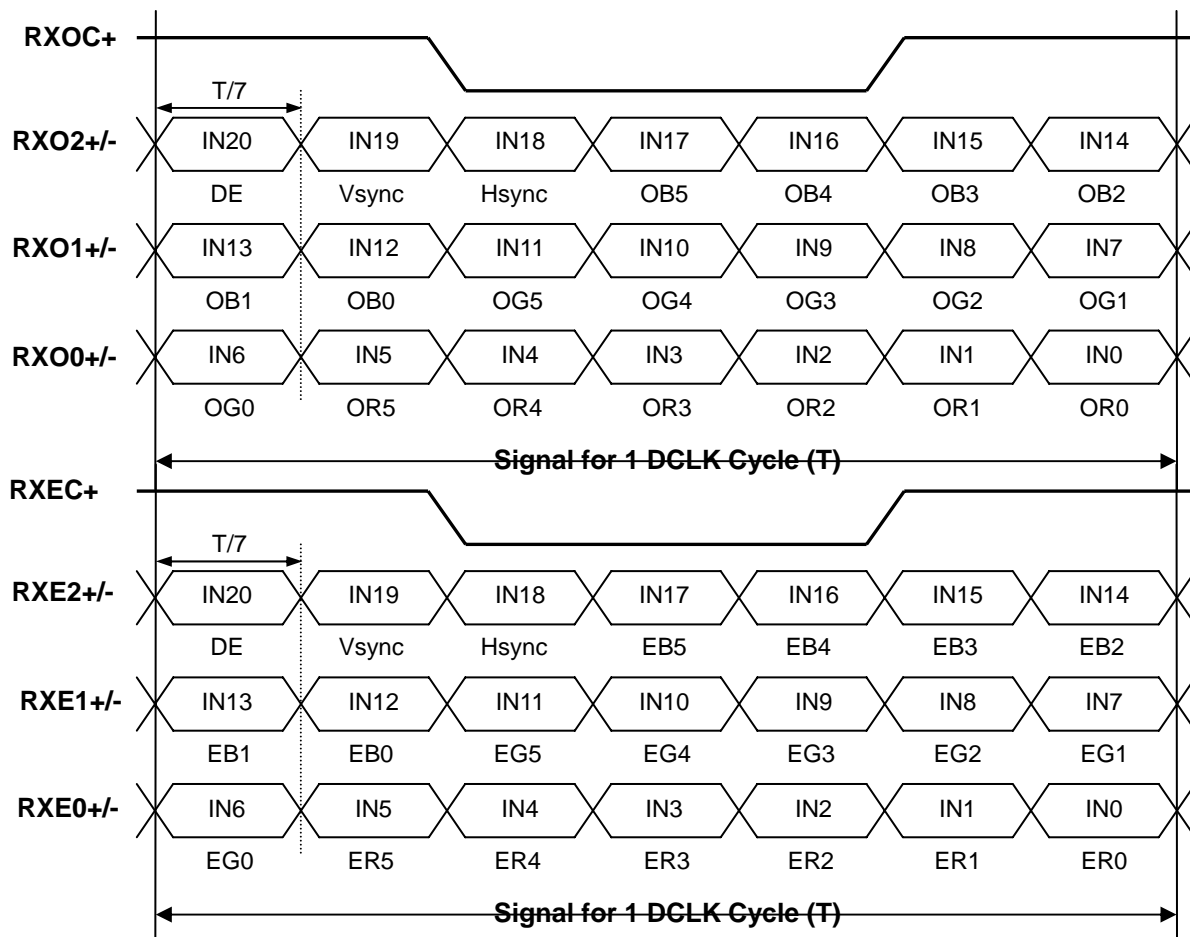 RXOC+
T/7
RXO2+/- IN20 IN19 IN18 IN17 IN16 IN15 IN14
DE Vsync Hsync OB5 OB4 OB3 OB2
RXO1+/- IN13 IN12 IN11 IN10 IN9 IN8 IN7
OB1 OB0 OG5 OG4 OG3 OG2 OG1
RXO0+/- IN6 IN5 IN4 IN3 IN2 IN1 IN0
OG0 OR5 OR4 OR3 OR2 OR1 OR0
Signal for 1 DCLK Cycle (T)
RXEC+
T/7
RXE2+/- IN20 IN19 IN18 IN17 IN16 IN15 IN14
DE Vsync Hsync EB5 EB4 EB3 EB2
RXE1+/- IN13 IN12 IN11 IN10 IN9 IN8 IN7
EB1 EB0 EG5 EG4 EG3 EG2 EG1
RXE0+/- IN6 IN5 IN4 IN3 IN2 IN1 IN0
EG0 ER5 ER4 ER3 ER2 ER1 ER0
Signal for 1 DCLK Cycle (T)